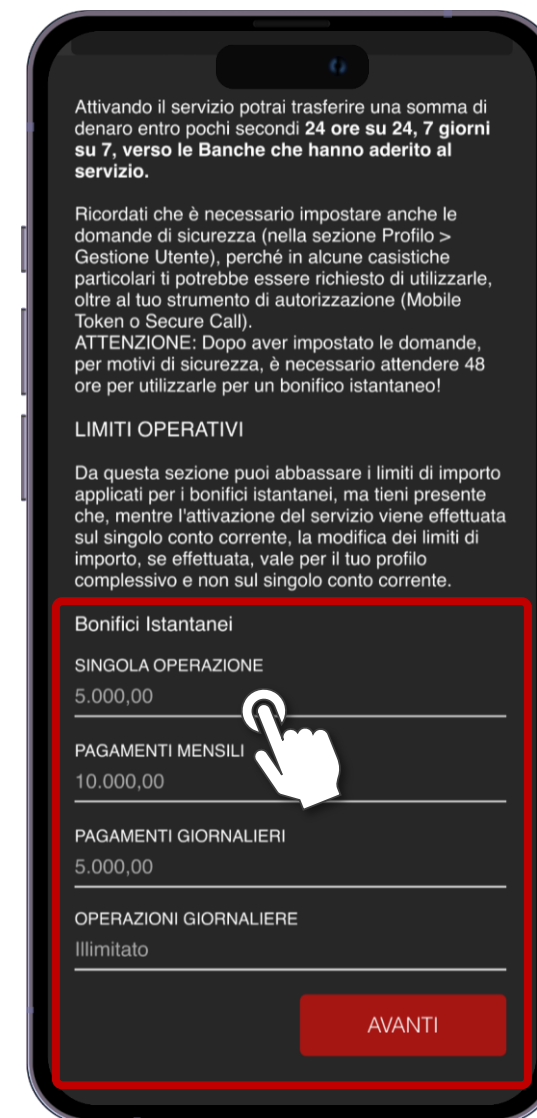 Attivando il servizio potrai trasferire una somma di
denaro entro pochi secondi 24 ore su 24, 7 giorni
su 7, verso le Banche che hanno aderito al
servizio.
Ricordati che è necessario impostare anche le
domande di sicurezza (nella sezione Profilo >
Gestione Utente), perché in alcune casistiche
particolari ti potrebbe essere richiesto di utilizzarle,
oltre al tuo strumento di autorizzazione (Mobile
Token o Secure Call).
ATTENZIONE: Dopo aver impostato le domande,
per motivi di sicurezza, è necessario attendere 48
ore per utilizzarle per un bonifico istantaneo!
LIMITI OPERATIVI
Da questa sezione puoi abbassare i limiti di importo
applicati per i bonifici istantanei, ma tieni presente
che, mentre l'attivazione del servizio viene effettuata
sul singolo conto corrente, la modifica dei limiti di
importo, se effettuata, vale per il tuo profilo
complessivo e non sul singolo conto corrente.
Bonifici Istantanei
SINGOLA OPERAZIONE
5.000,00
PAGAMENTI MENSILI
10.000,00
PAGAMENTI GIORNALIERI
5.000,00
OPERAZIONI GIORNALIERE
Illimitato
AVANTI